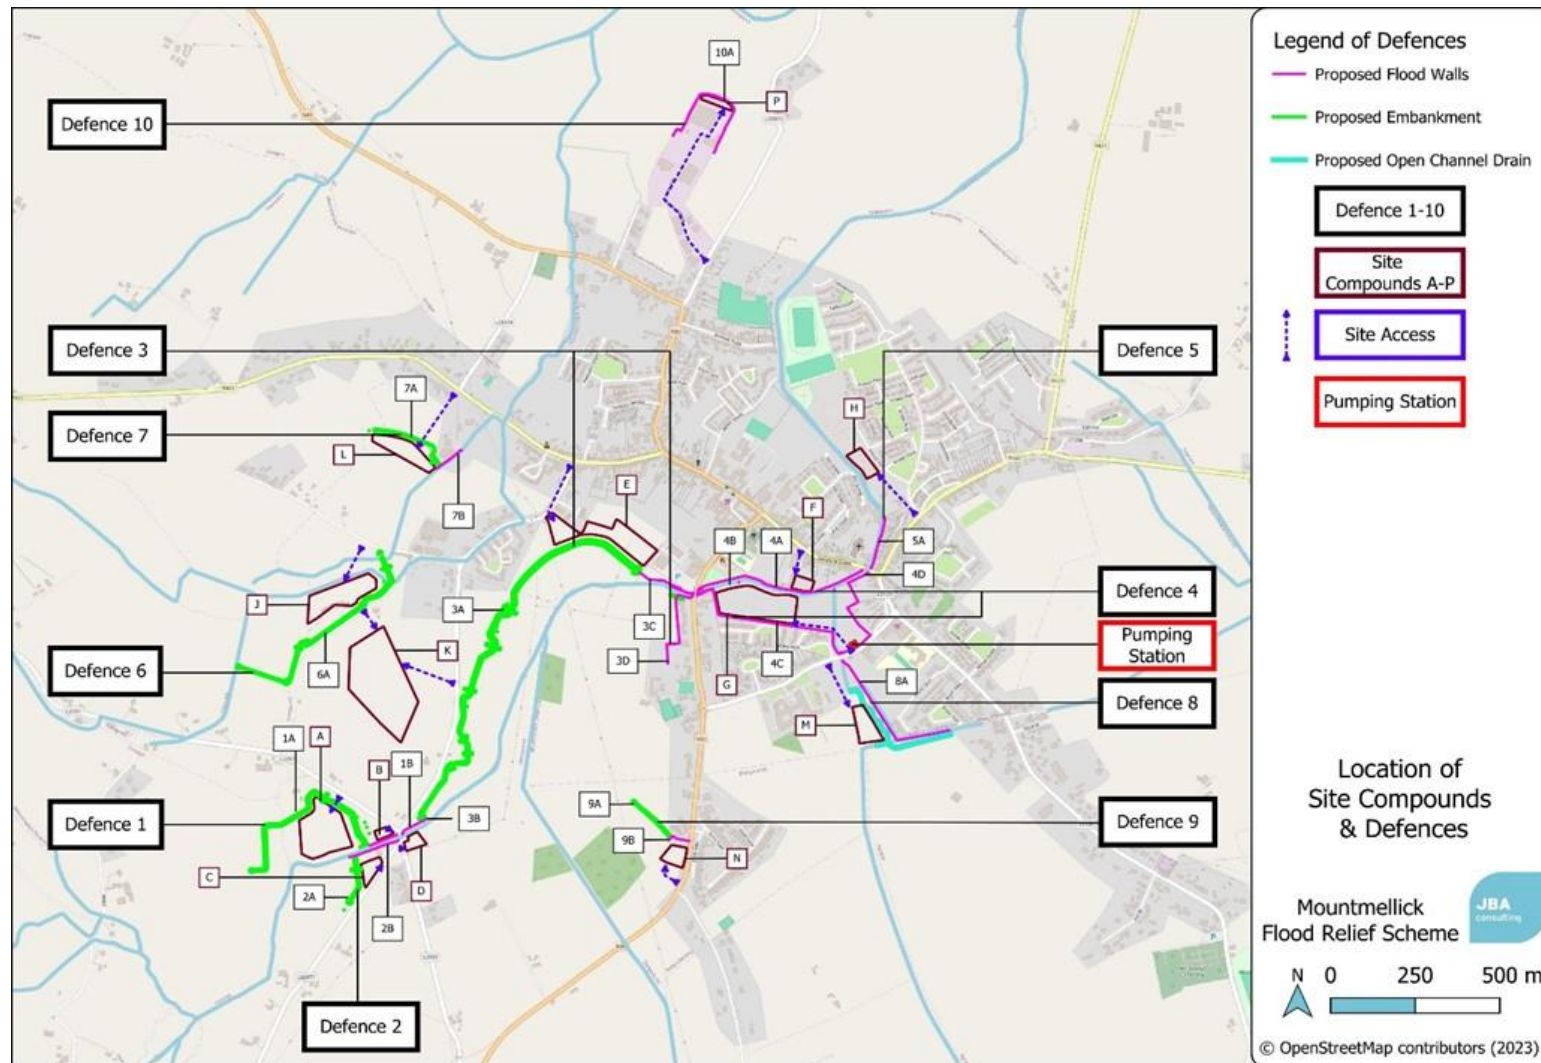 10A
P
Defence 10
Defence 3
Defence 5
7A
Defence 7
L
7B
H
E
F
4B
4A
5A
4D
J
3A
Defence 4
3C
Pumping
Station
K
3D
4C
Defence 6
6A
G
8A
Defence 8
M
1A
A
B
1B
9A
Defence 1
3B
Defence 9
9B
N
C
D
2A
2B
Defence 2
Legend of Defences
Proposed Flood Walls
Proposed Embankment
Proposed Open Channel Drain
Defence 1-10
Site
Compounds A-P
Site Access
Pumping Station
Location of
Site Compounds
& Defences
Mountmellick
Flood Relief Scheme
JBA
consulting
N
0 250 500 m
© OpenStreetMap contributors (2023)